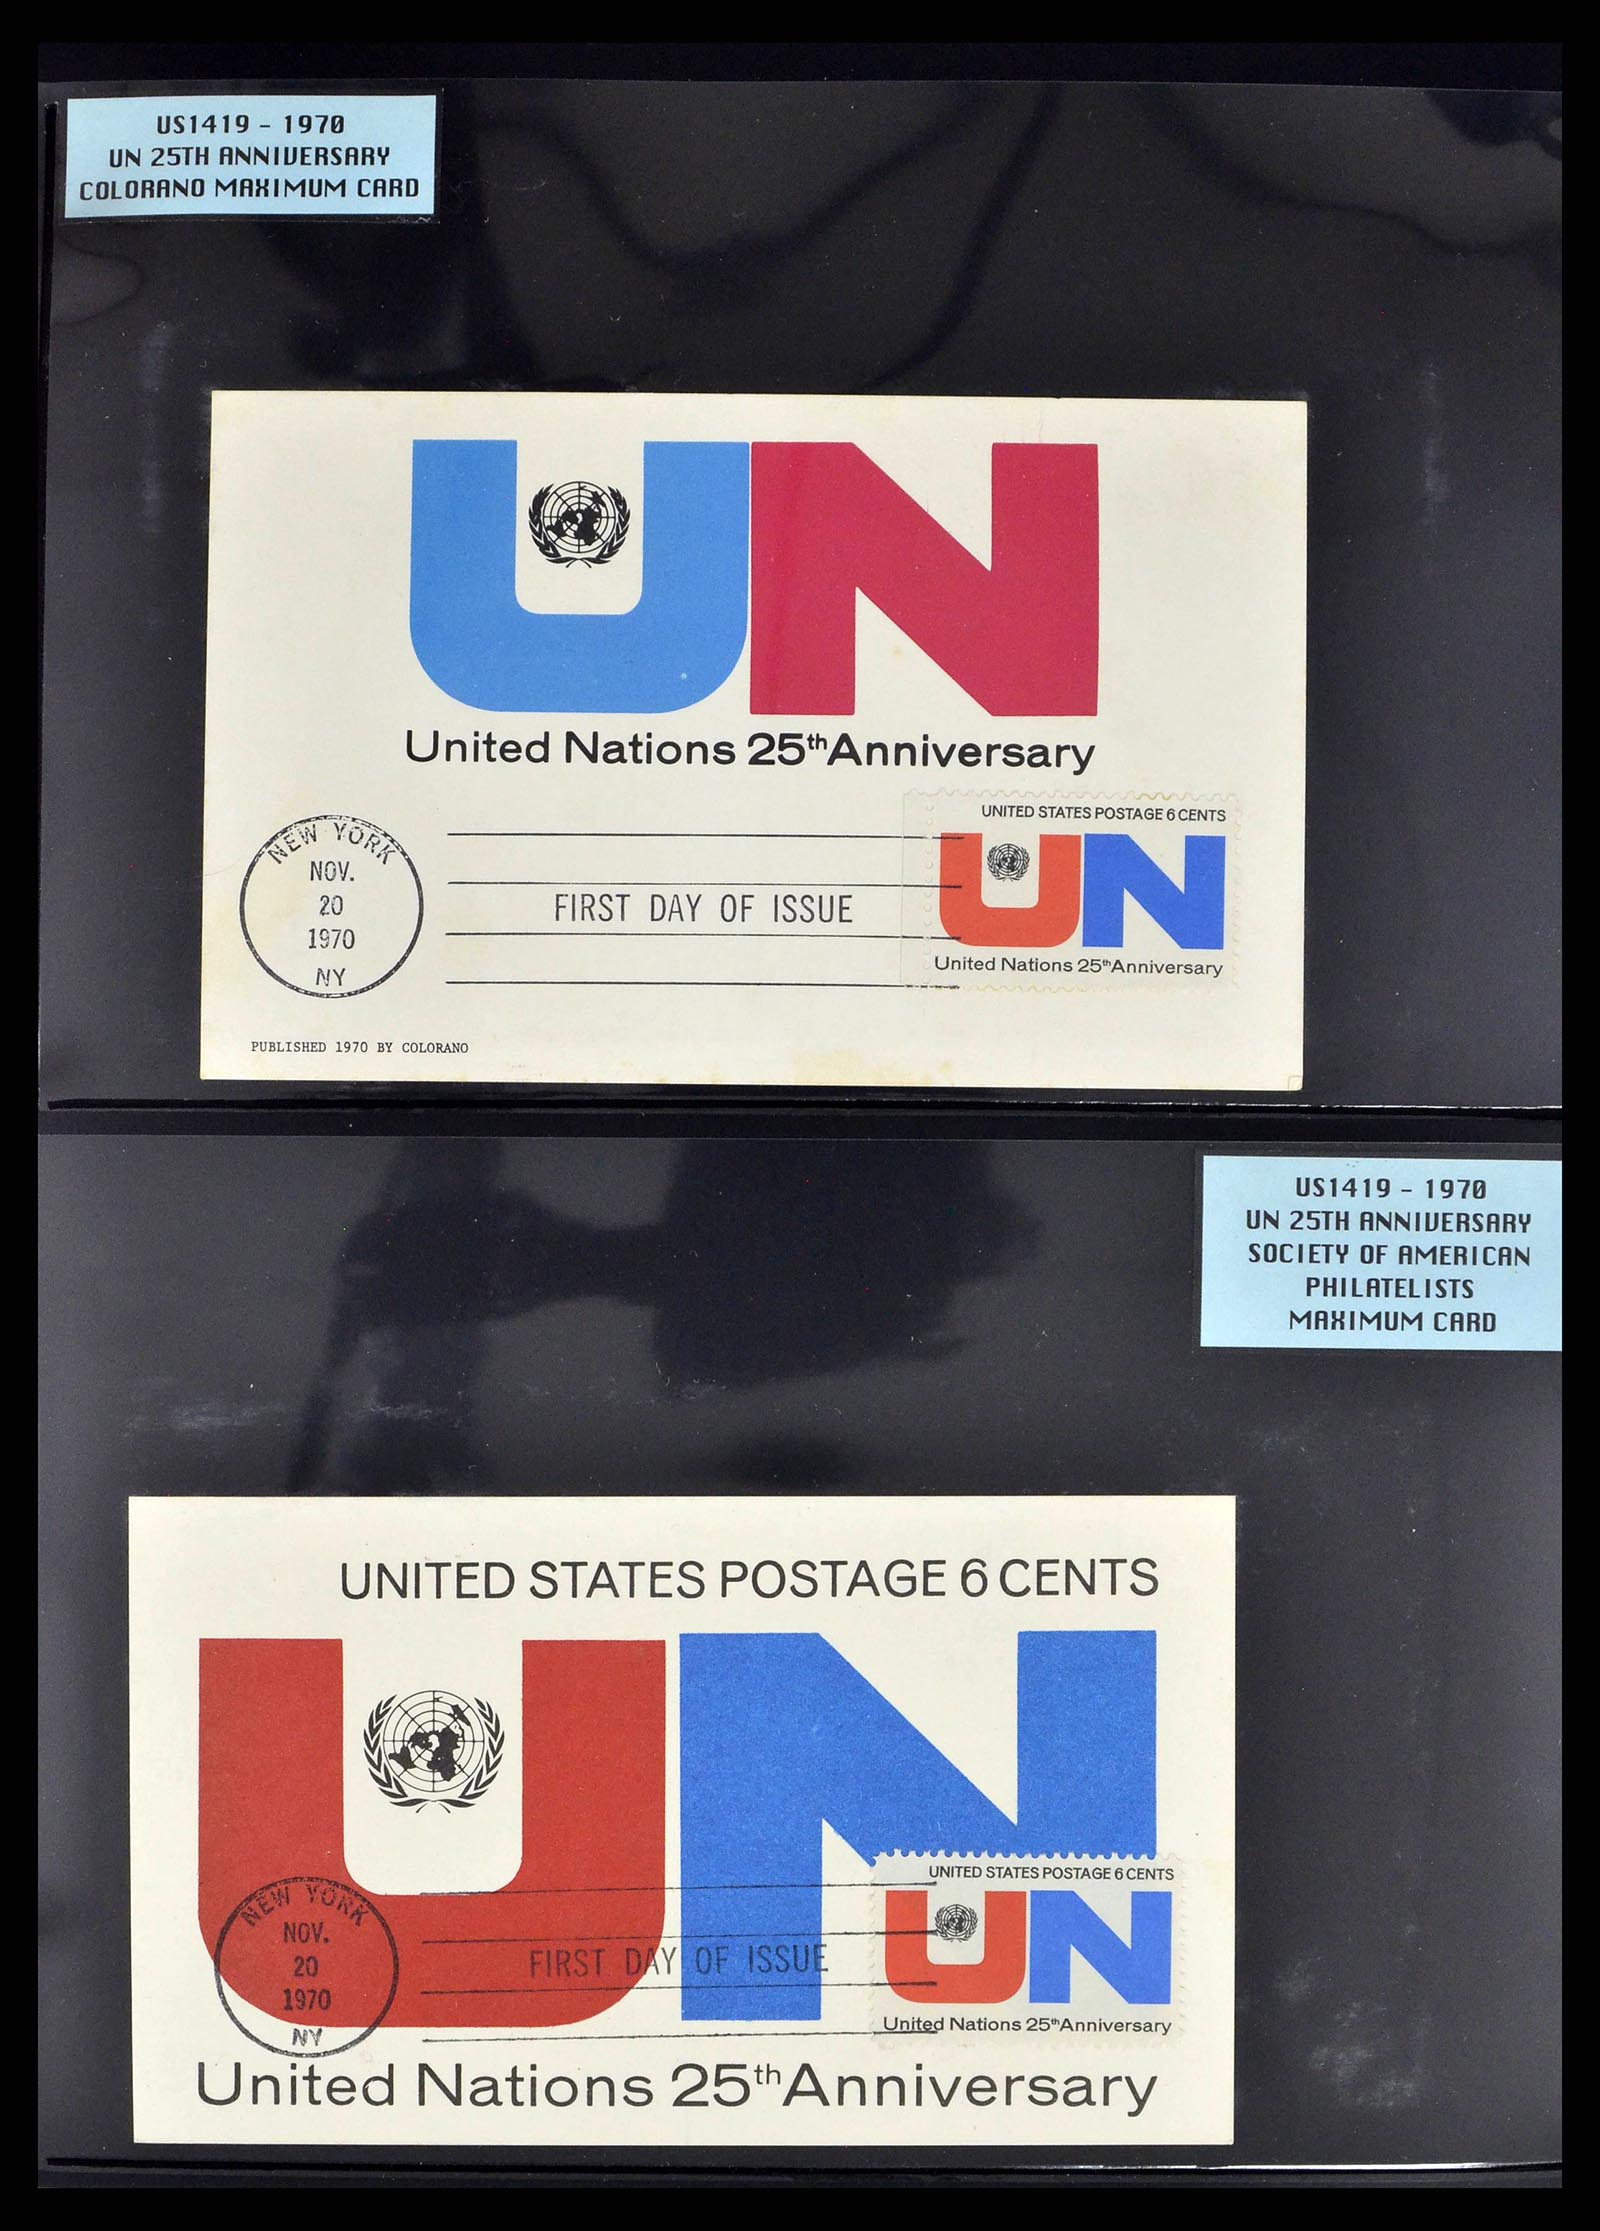 US1419 - 1970
UN 25TH ANNIVERSARY
COLORANO MAXIMUM CARD
UN
United Nations 25th Anniversary
UNITED STATES POSTAGE 6 CENTS
UN
United Nations 25th Anniversary
NEW YORK
NOV.
20
1970
NY
FIRST DAY OF ISSUE
PUBLISHED 1970 BY COLORANO
US1419 - 1970
UN 25TH ANNIVERSARY
SOCIETY OF AMERICAN
PHILATELISTS
MAXIMUM CARD
UNITED STATES POSTAGE 6 CENTS
UN
UNITED STATES POSTAGE 6 CENTS
UN
United Nations 25th Anniversary
NEW YORK
NOV.
20
1970
NY
FIRST DAY OF ISSUE
United Nations 25th Anniversary